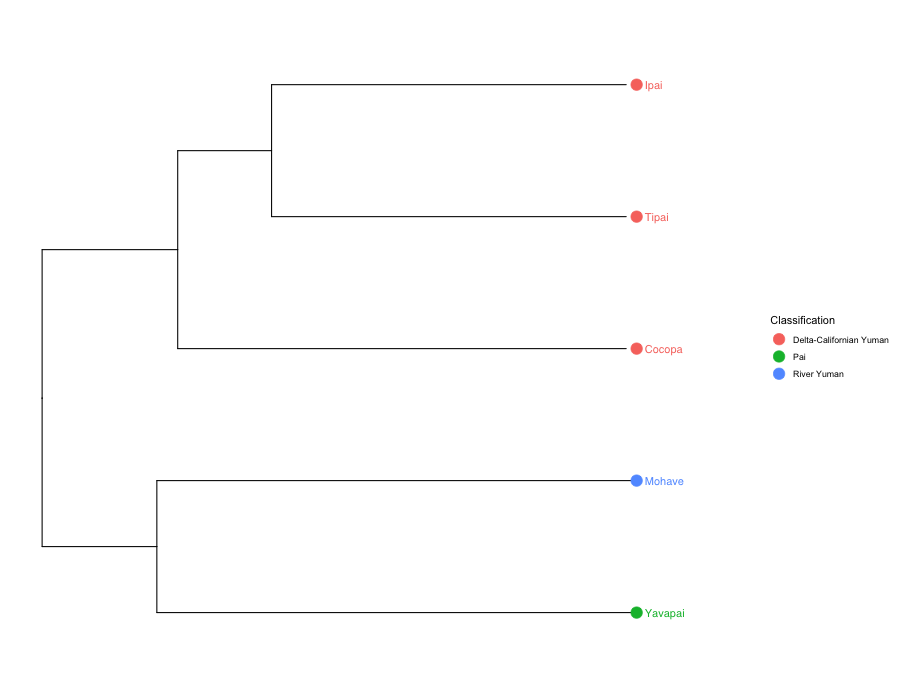 Ipai
Tipai
Cocopa
Mohave
Yavapai
Classification
Delta-Californian Yuman
Pai
River Yuman